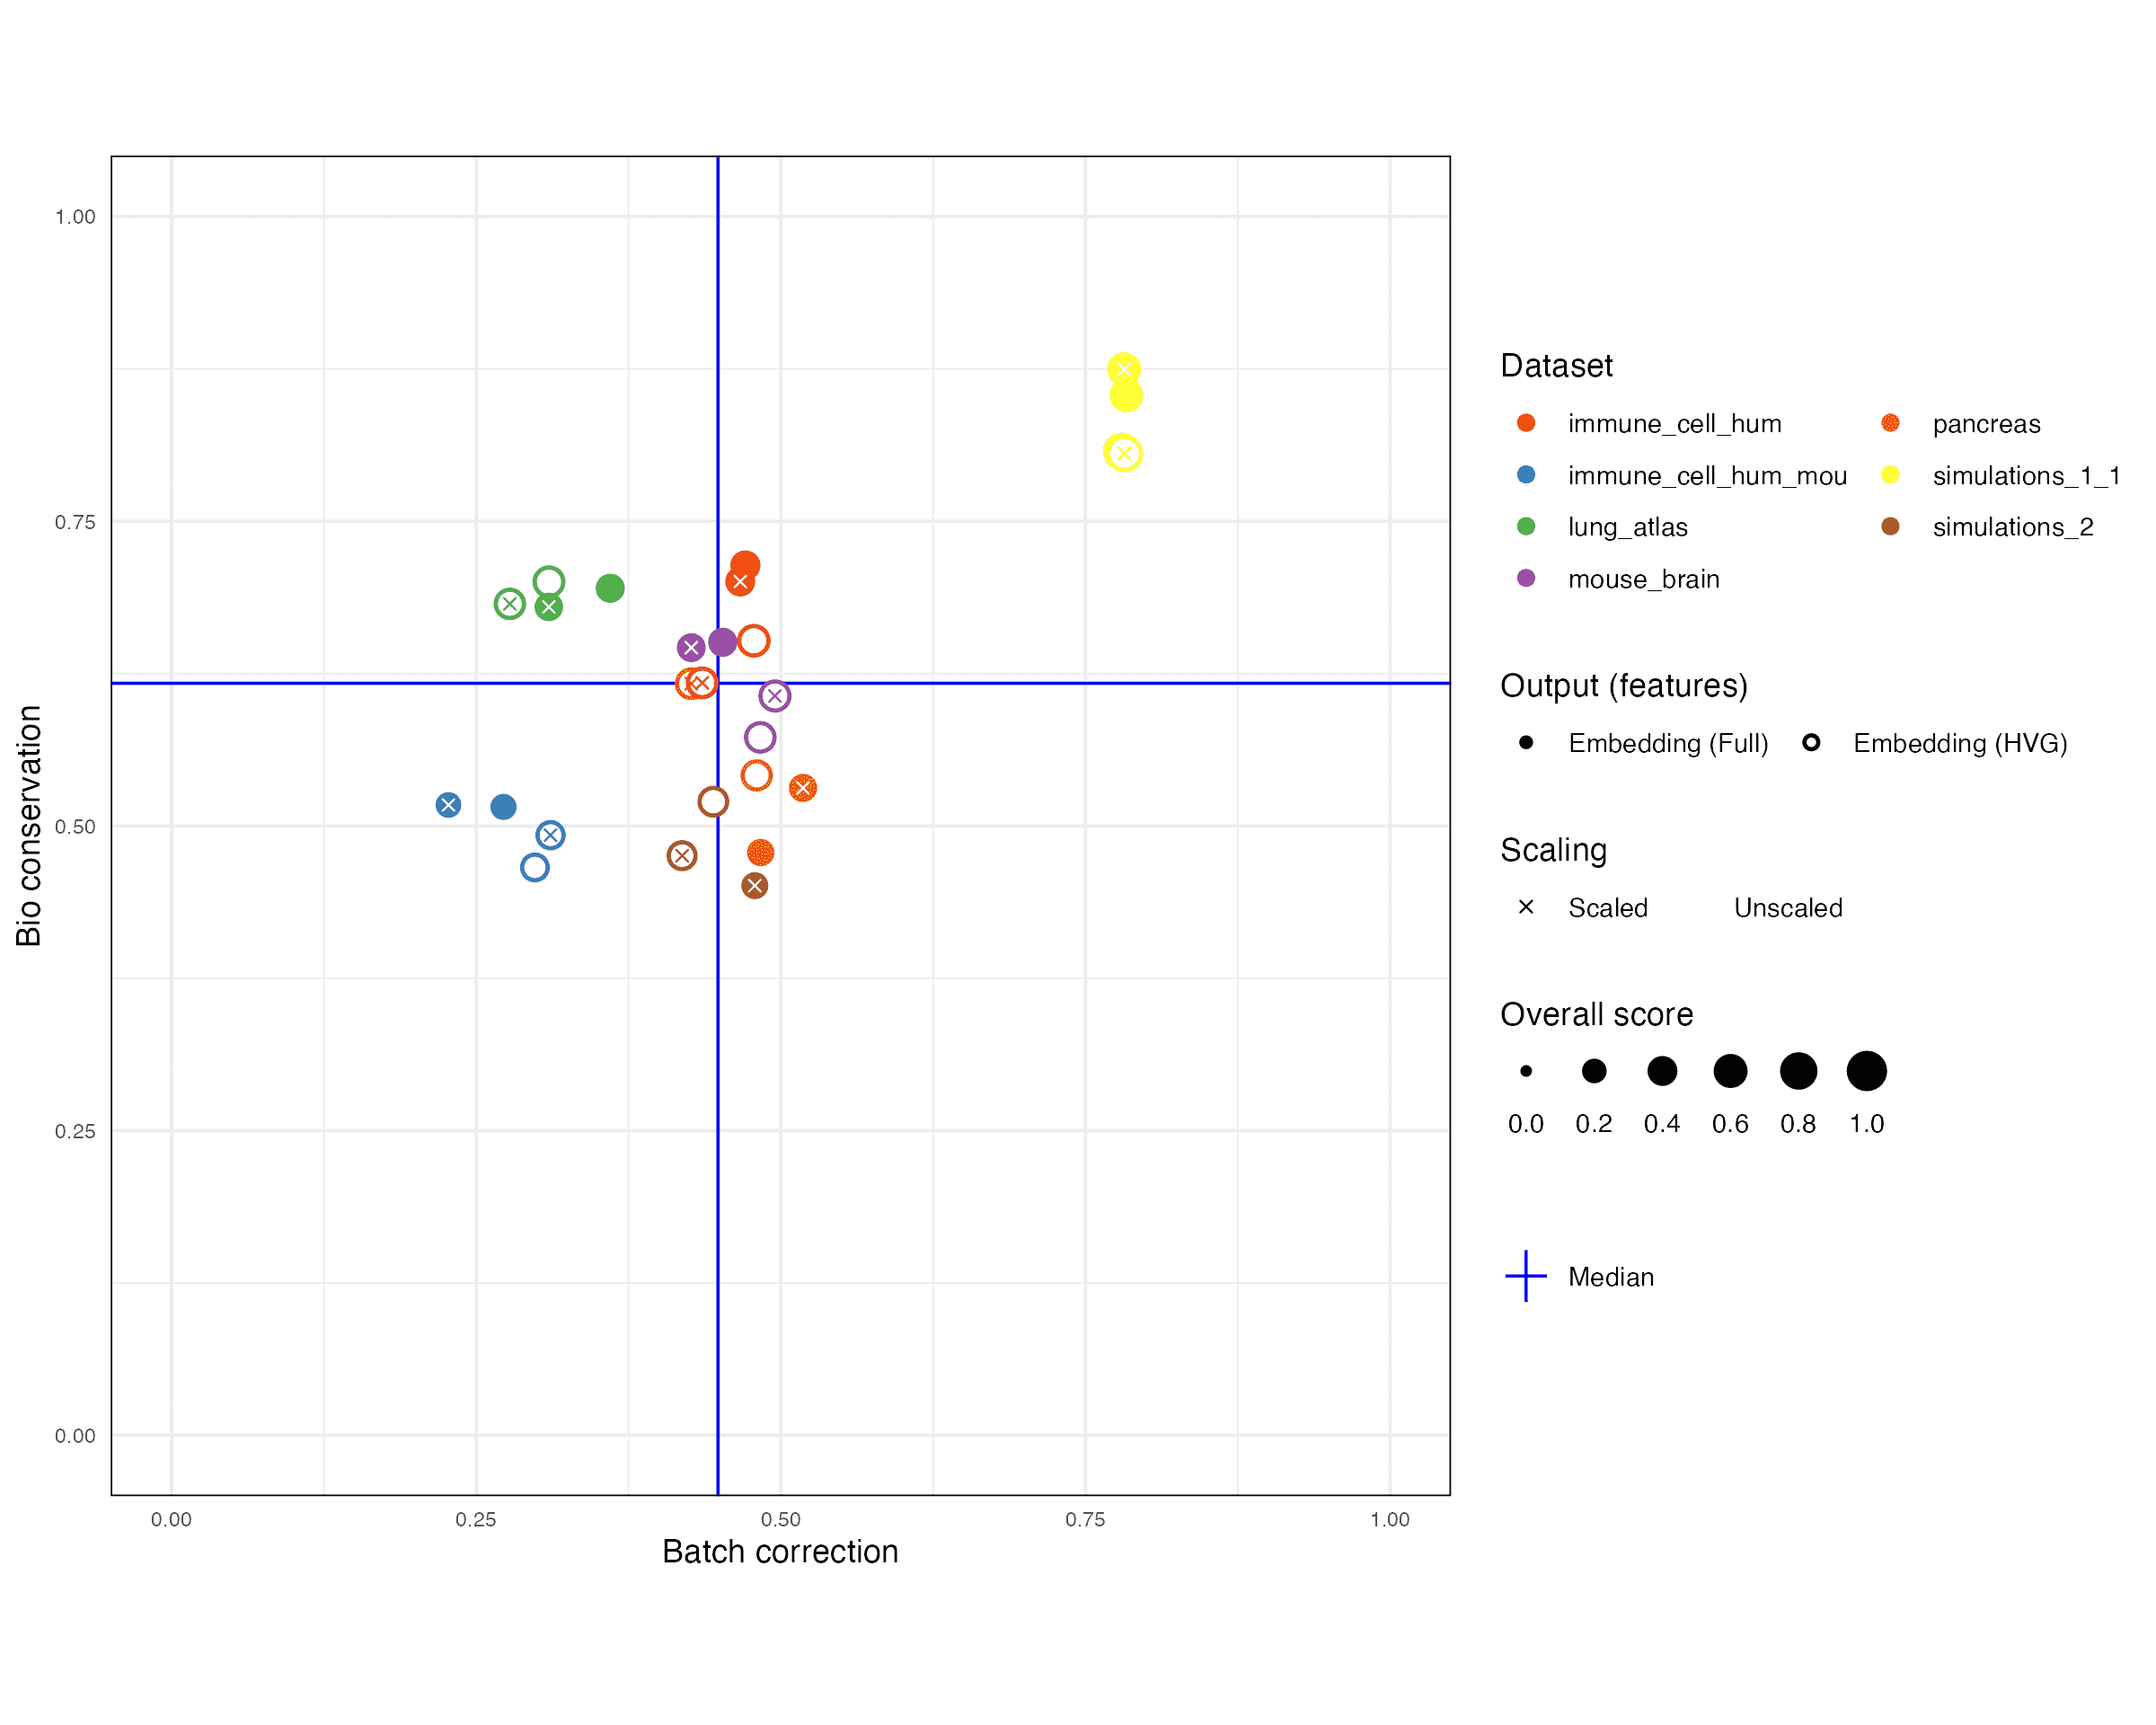 1.00
0.75
0.50
0.25
0.00
Bio conservation
0.00 0.25 0.50 0.75 1.00
Batch correction
Dataset
immune_cell_hum pancreas
immune_cell_hum_mou simulations_1_1
lung_atlas simulations_2
mouse_brain
Output (features)
Embedding (Full) Embedding (HVG)
Scaling
Scaled Unscaled
Overall score
0.0 0.2 0.4 0.6 0.8 1.0
Median